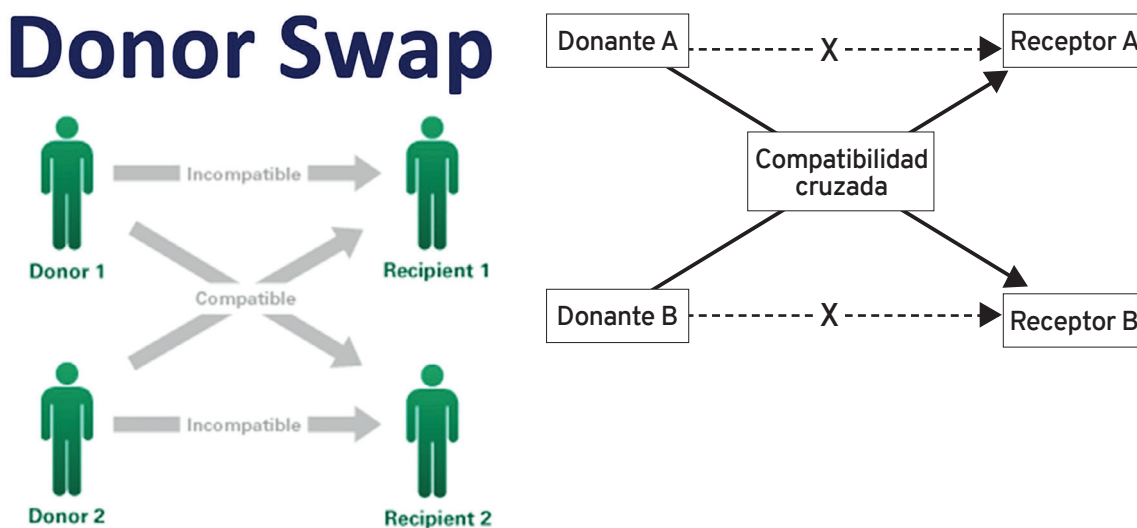 Donor Swap
Incompatible
Donor 1
Recipient 1
Compatible
Incompatible
Donor 2
Recipient 2
Donante A
X
Receptor A
Compatibilidad
cruzada
Donante B
X
Receptor B